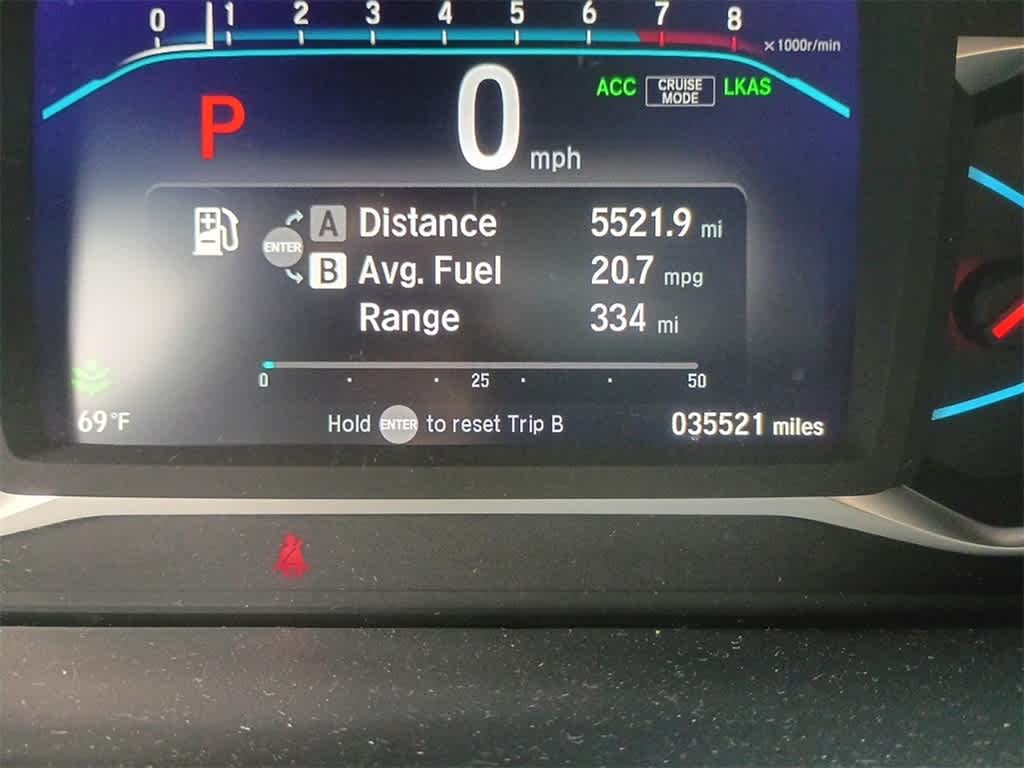 0 1 2 3 4 5 6 7 8
×1000r/min
P 0 mph ACC CRUISE MODE LKAS
A Distance 5521.9 mi
ENTER
B Avg. Fuel 20.7 mpg
Range 334 mi
0 25 50
69°F Hold ENTER to reset Trip B 035521 miles